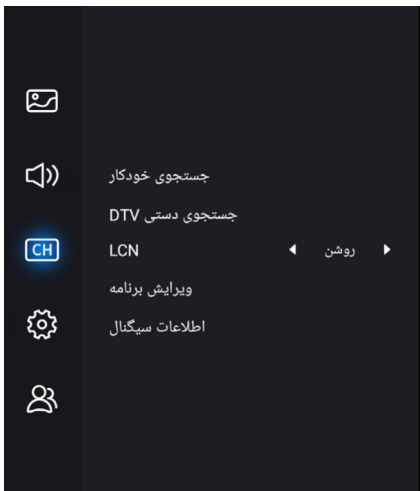 جستجوی خودکار
جستجوی دستی DTV
CH
LCN روشن
ویرایش برنامه
اطلاعات سیگنال